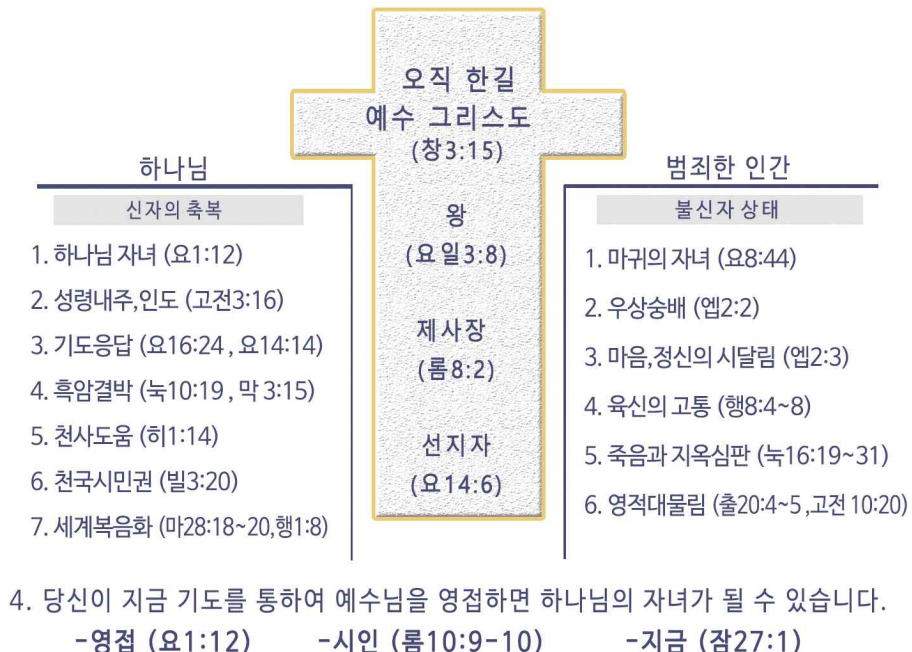 오직 한길
예수 그리스도
(창3:15)
왕
(요일3:8)
제사장
(롬8:2)
선지자
(요14:6)
하나님
신자의 축복
1. 하나님 자녀 (요1:12)
2. 성령내주,인도 (고전3:16)
3. 기도응답 (요16:24 , 요14:14)
4. 흑암결박 (눅10:19 , 막 3:15)
5. 천사도움 (히1:14)
6. 천국시민권 (빌3:20)
7. 세계복음화 (마28:18~20,행1:8)
범죄한 인간
불신자 상태
1. 마귀의 자녀 (요8:44)
2. 우상숭배 (엡2:2)
3. 마음,정신의 시달림 (엡2:3)
4. 육신의 고통 (행8:4~8)
5. 죽음과 지옥심판 (눅16:19~31)
6. 영적대물림 (출20:4~5 ,고전 10:20)
4. 당신이 지금 기도를 통하여 예수님을 영접하면 하나님의 자녀가 될 수 있습니다.
-영접 (요1:12) -시인 (롬10:9-10) -지금 (잠27:1)